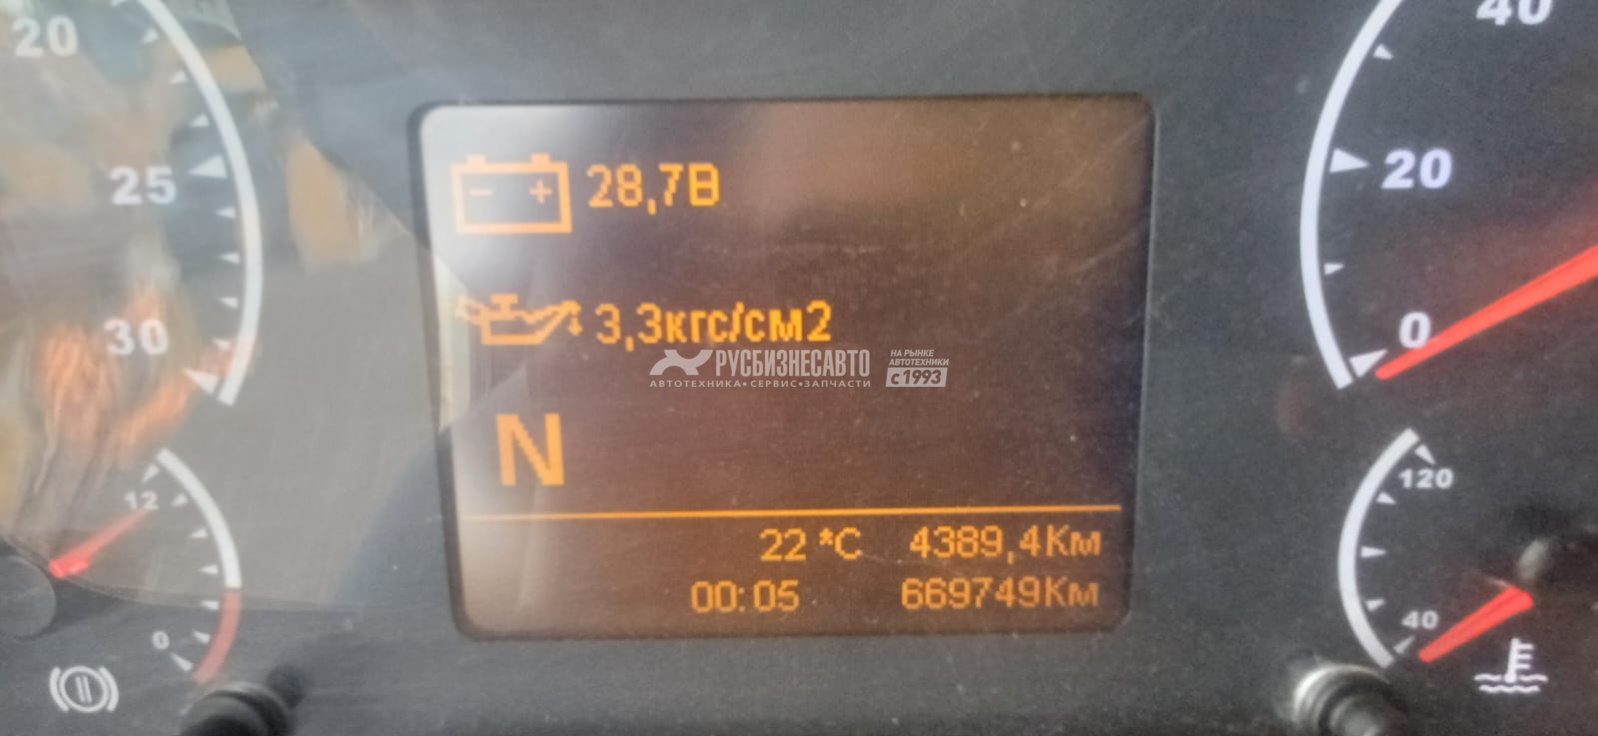 20
25
30
12
0
28,7В
3,3кгс/см2
РУСБИЗНЕСАВТО
АВТОТЕХНИКА•СЕРВИС•ЗАПЧАСТИ
НА РЫНКЕ
АВТОТЕХНИКИ
с 1993
N
22 *C 4389,4Км
00:05 669749Км
40
20
0
120
40